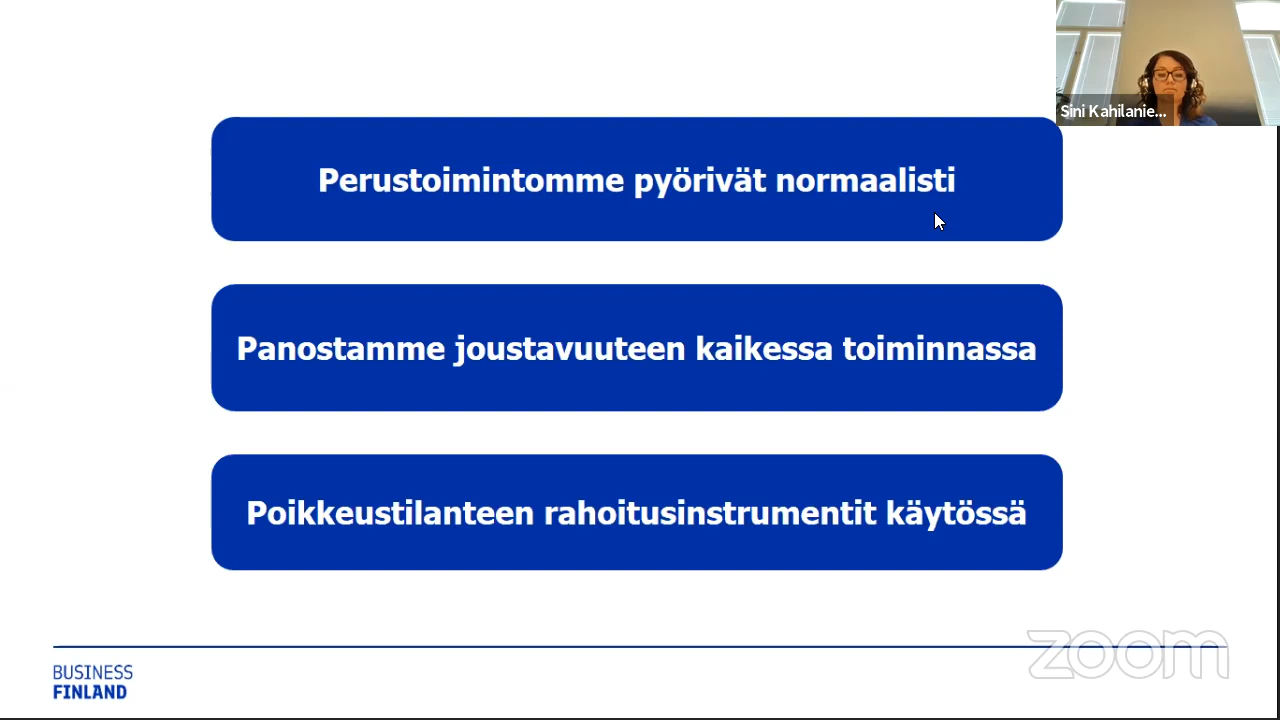 Sini Kahilanie...
Perustoimintomme pyörivät normaalisti
Panostamme joustavuuteen kaikessa toiminnassa
Poikkeustilanteen rahoitusinstrumentit käytössä
BUSINESS
FINLAND
zoom